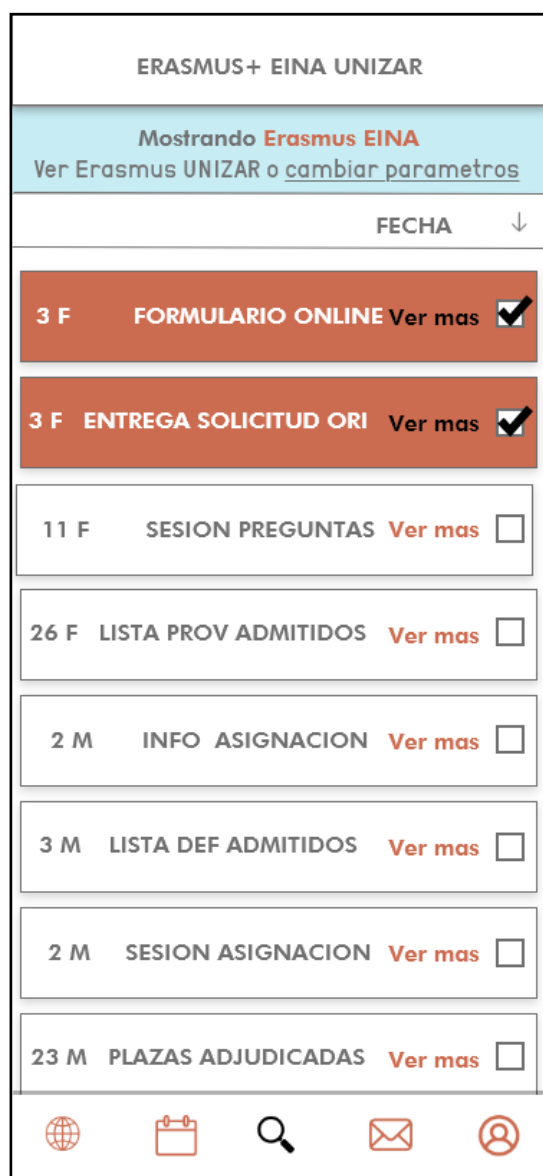 ERASMUS+ EINA UNIZAR
Mostrando Erasmus EINA
Ver Erasmus UNIZAR o cambiar parametros
FECHA ↓
3 F FORMULARIO ONLINE Ver mas
3 F ENTREGA SOLICITUD ORI Ver mas
11 F SESION PREGUNTAS Ver mas
26 F LISTA PROV ADMITIDOS Ver mas
2 M INFO ASIGNACION Ver mas
3 M LISTA DEF ADMITIDOS Ver mas
2 M SESION ASIGNACION Ver mas
23 M PLAZAS ADJUDICADAS Ver mas